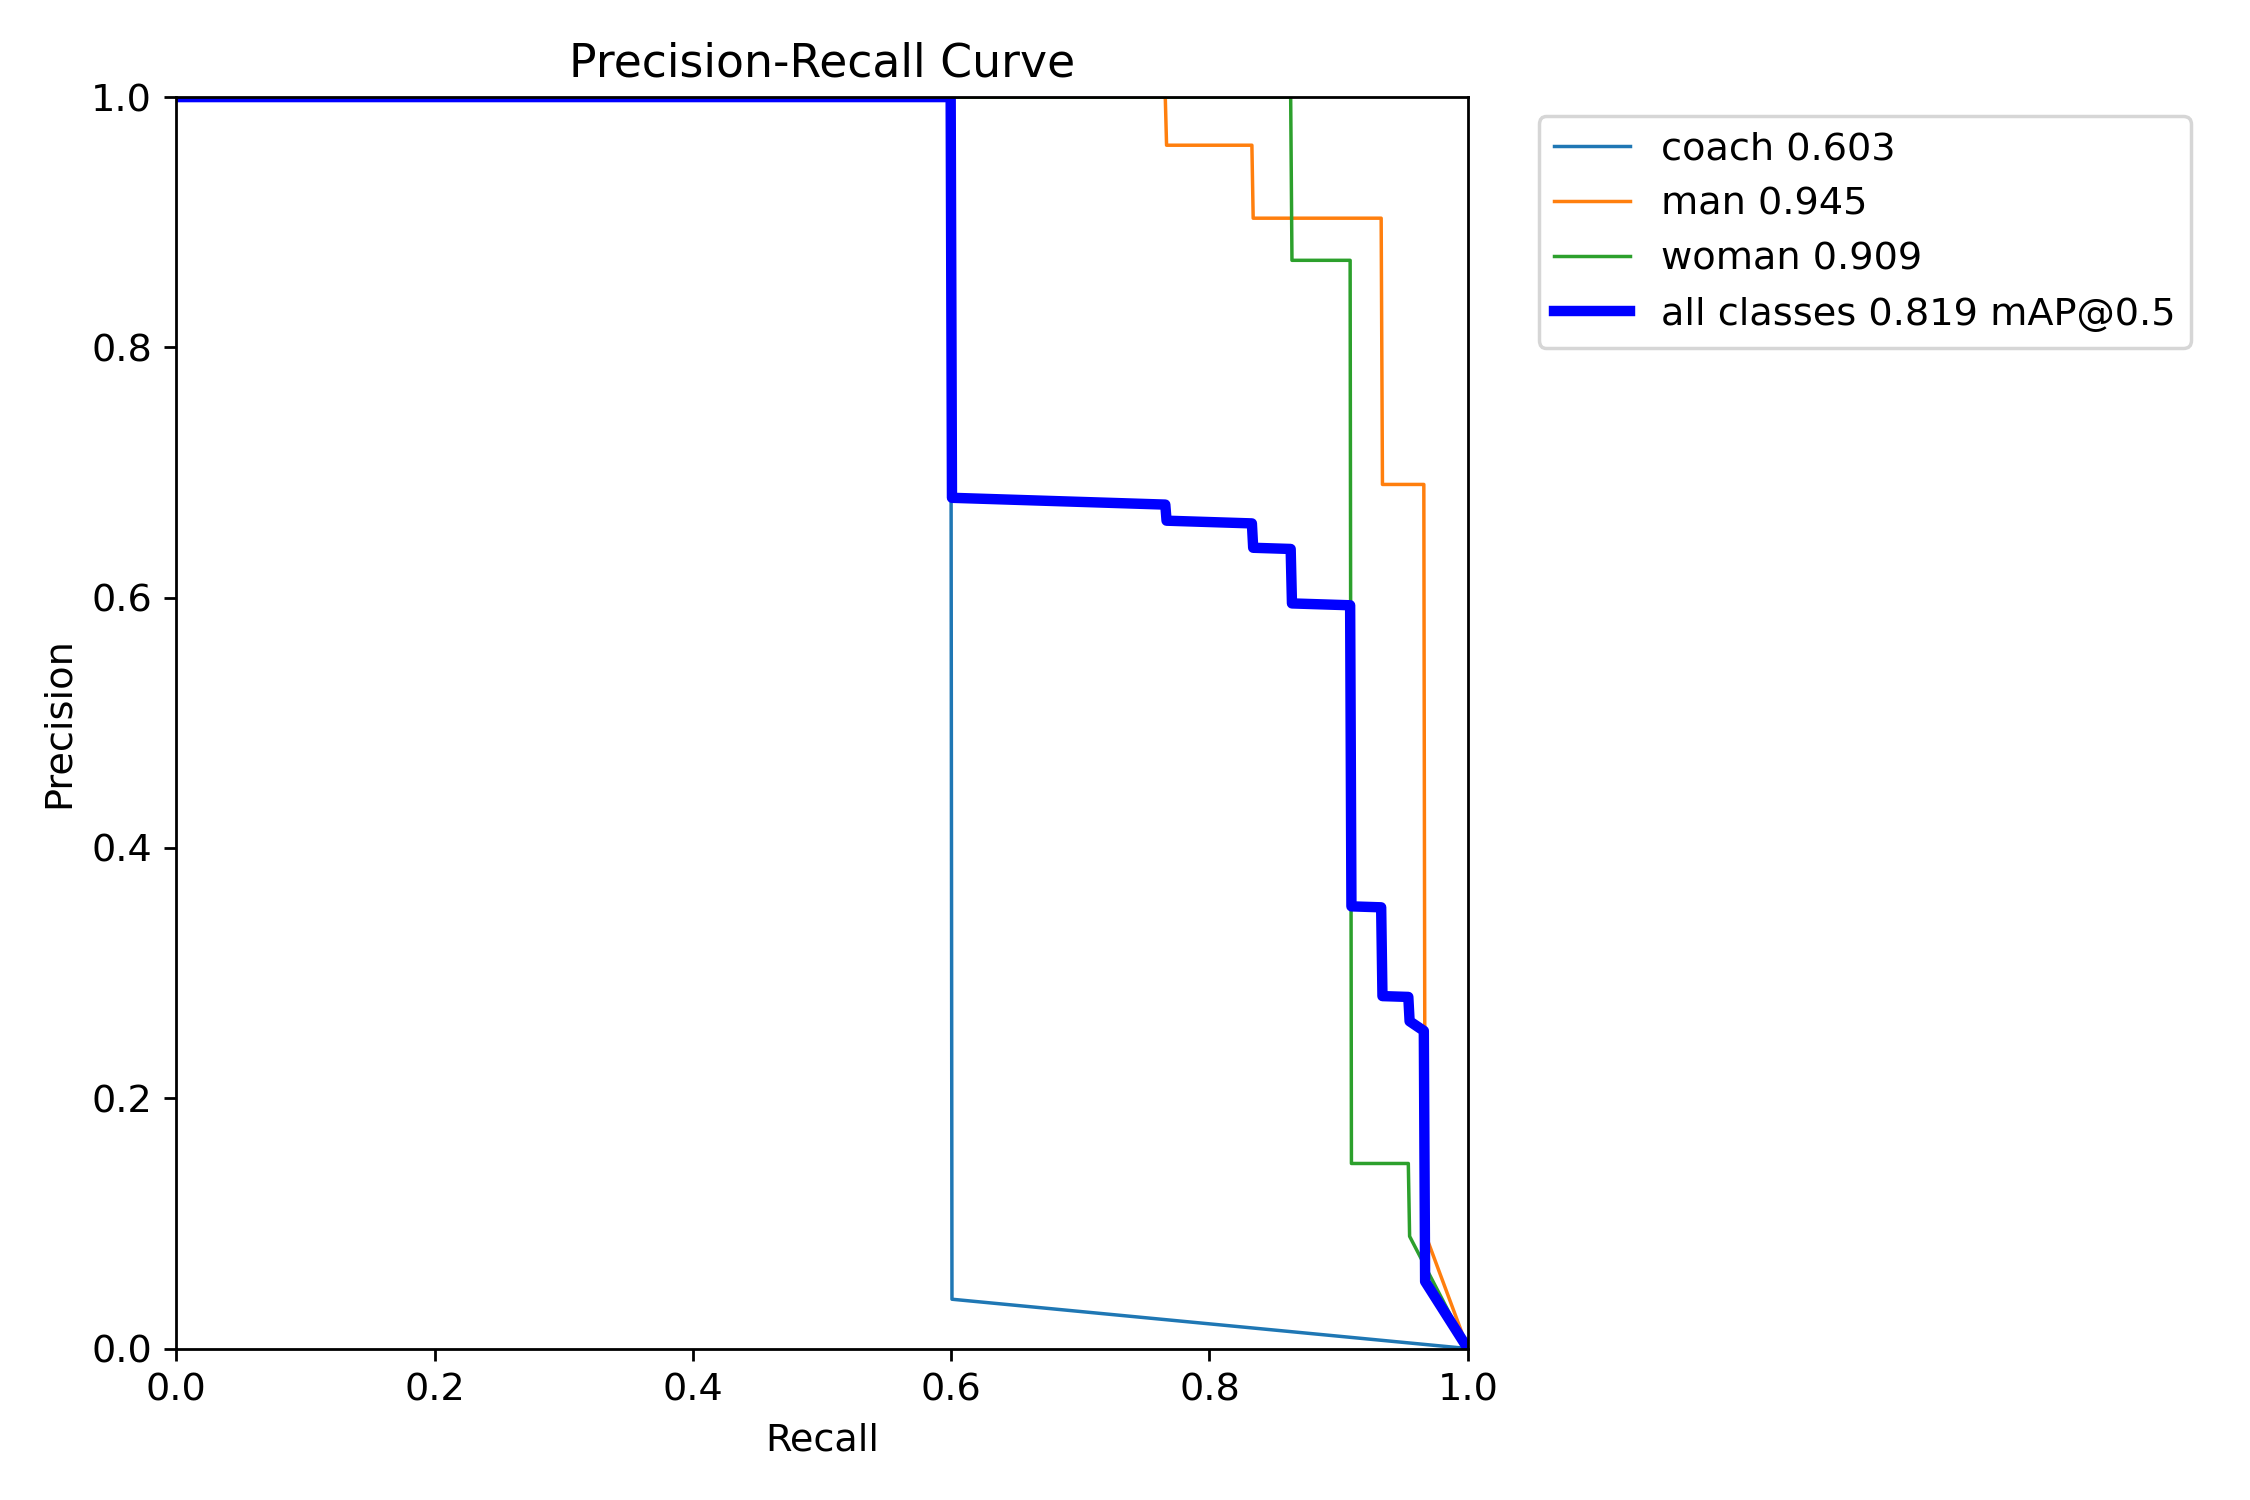 Precision-Recall Curve
1.0
0.8
0.6
0.4
0.2
0.0
Precision
0.0 0.2 0.4 0.6 0.8 1.0
Recall
coach 0.603
man 0.945
woman 0.909
all classes 0.819 mAP@0.5